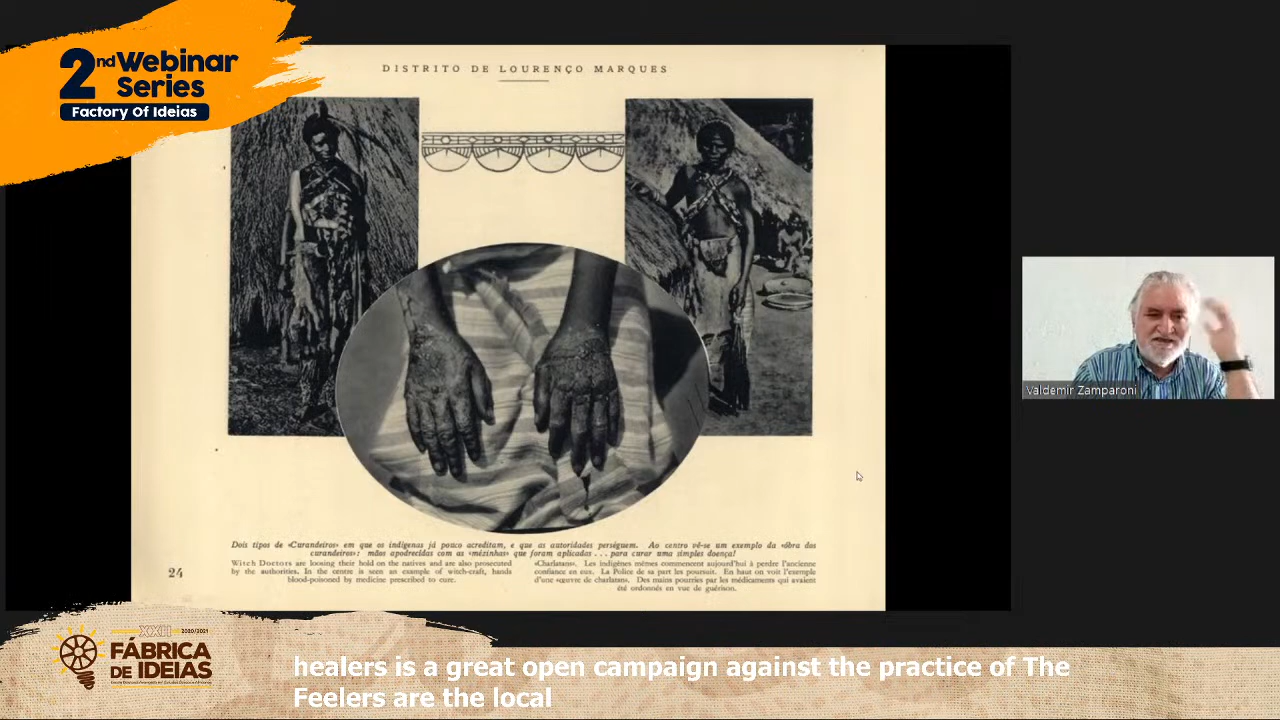 2nd Webinar
Series
Factory Of Ideias
DISTRITO DE LOURENÇO MARQUES
Dois tipos de «Curandeiros» em que os indígenas já pouco acreditam, e que as autoridades perseguem. Ao centro vê-se um exemplo da «óbra das
curandeiros»: mãos apodrecidas com as «mézinhas» que foram aplicadas . . . para curar uma simples doença!
Witch Doctors are loosing their hold on the natives and are also prosecuted
by the authorities. In the centre is seen an example of witch-craft, hands
blood-poisoned by medicine prescribed to cure.
«Charlatans». Les indigènes mêmes commencent aujourd'hui à perdre l'ancienne
confiance en eux. La Police de sa part les poursuit. En haut on voit l'exemple
d'une «œuvre de charlatan». Des mains pourries par les médicaments qui avaient
été ordonnés en vue de guérison.
24
Valdemir Zamparoni
XXII
2020/2021
FÁBRICA
DE IDEIAS
healers is a great open campaign against the practice of The
Feelers are the local